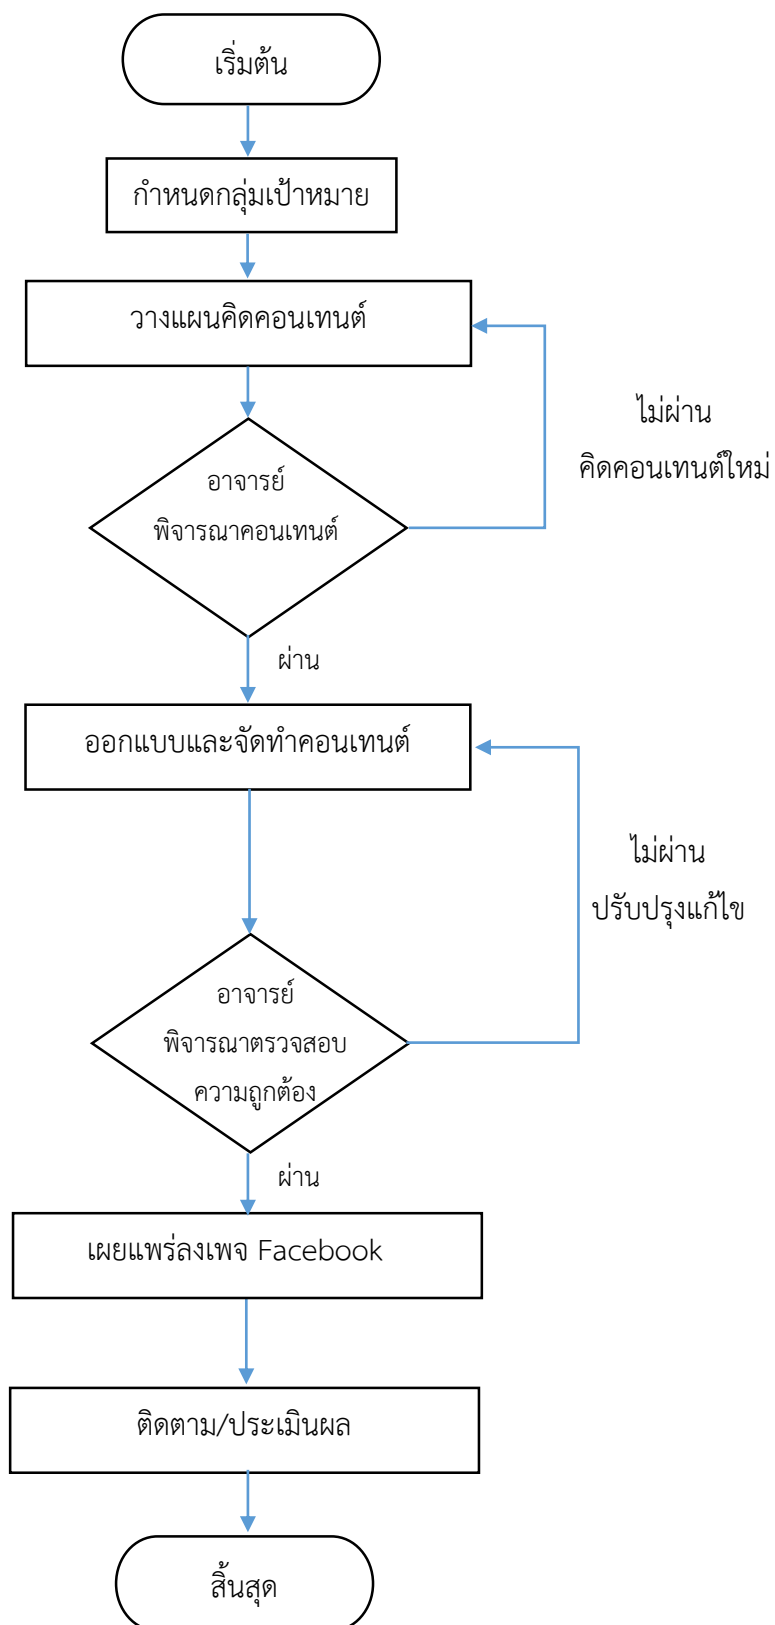 เริ่มต้น
กำหนดกลุ่มเป้าหมาย
วางแผนคิดคอนเทนต์
ไม่ผ่าน
คิดคอนเทนต์ใหม่
อาจารย์
พิจารณาคอนเทนต์
ผ่าน
ออกแบบและจัดทำคอนเทนต์
ไม่ผ่าน
ปรับปรุงแก้ไข
อาจารย์
พิจารณาตรวจสอบ
ความถูกต้อง
ผ่าน
เผยแพร่ลงเพจ Facebook
ติดตาม/ประเมินผล
สิ้นสุด